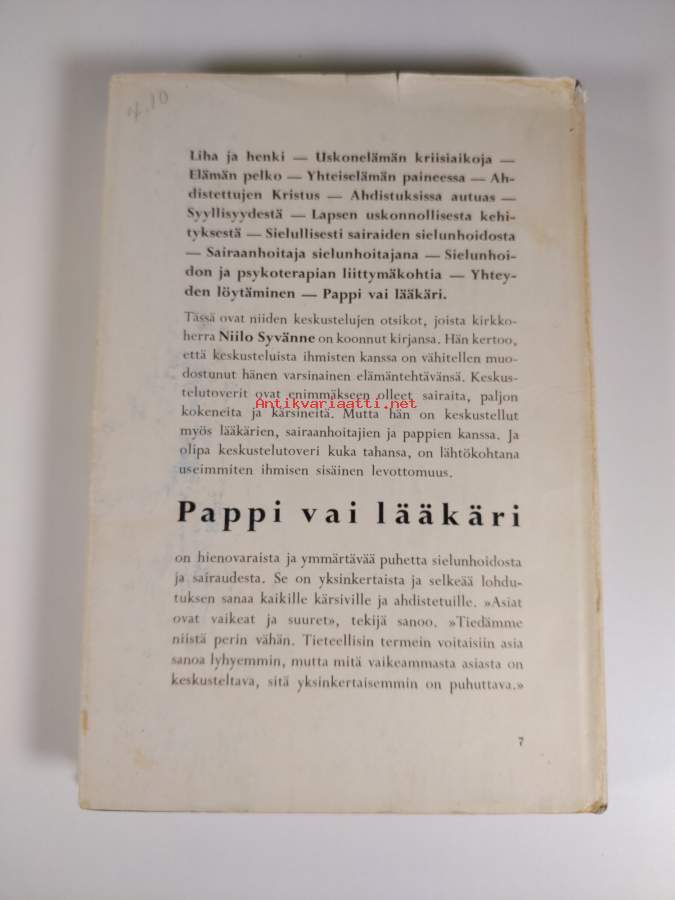 4.10
Liha ja henki — Uskonelämän kriisiaikoja —
Elämän pelko — Yhteiselämän paineessa — Ah-
distettujen Kristus — Ahdistuksissa autuas —
Syyllisyydestä — Lapsen uskonnollisesta kehi-
tyksestä — Sielullisesti sairaiden sielunhoidosta
— Sairaanhoitaja sielunhoitajana — Sielunhoi-
don ja psykoterapian liittymäkohtia — Yhtey-
den löytäminen — Pappi vai lääkäri.
Tässä ovat niiden keskustelujen otsikot, joista kirkko-
herra Niilo Syvänne on koonnut kirjansa. Hän kertoo,
että keskusteluista ihmisten kanssa on vähitellen muo-
dostunut hänen varsinainen elämäntehtävänsä. Keskus-
telutoverit ovat enimmäkseen olleet sairaita, paljon
Antikvariaatti.net
kokeneita ja kärsineitä. Mutta hän on keskustellut
myös lääkärien, sairaanhoitajien ja pappien kanssa. Ja
olipa keskustelutoveri kuka tahansa, on lähtökohtana
useimmiten ihmisen sisäinen levottomuus.
Pappi vai lääkäri
on hienovaraista ja ymmärtävää puhetta sielunhoidosta
ja sairaudesta. Se on yksinkertaista ja selkeää lohdu-
tuksen sanaa kaikille kärsiville ja ahdistetuille. »Asiat
ovat vaikeat ja suuret», tekijä sanoo. »Tiedämme
niistä perin vähän. Tieteellisin termein voitaisiin asia
sanoa lyhyemmin, mutta mitä vaikeammasta asiasta on
keskusteltava, sitä yksinkertaisemmin on puhuttava.»
7